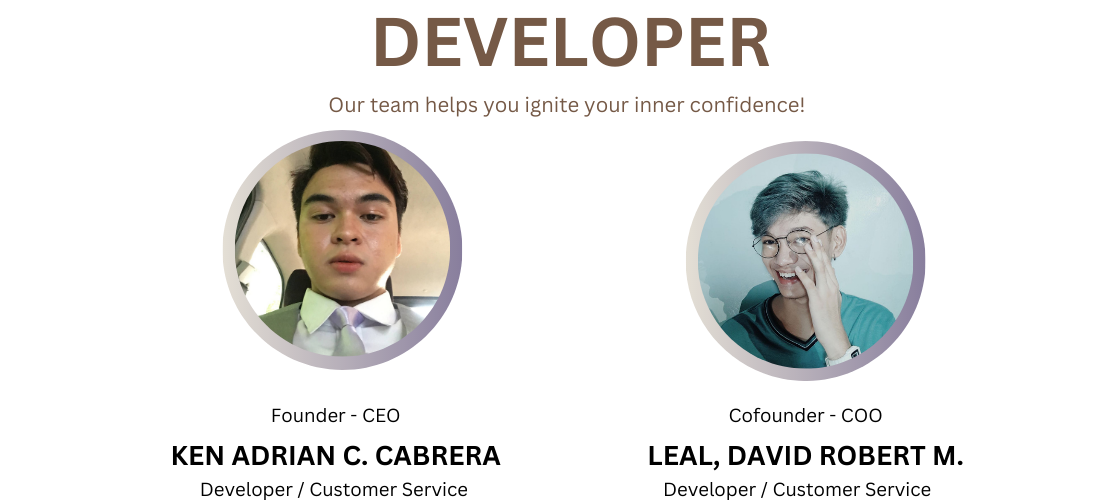 DEVELOPER
Our team helps you ignite your inner confidence!
Founder - CEO
KEN ADRIAN C. CABRERA
Developer / Customer Service
Cofounder - COO
LEAL, DAVID ROBERT M.
Developer / Customer Service